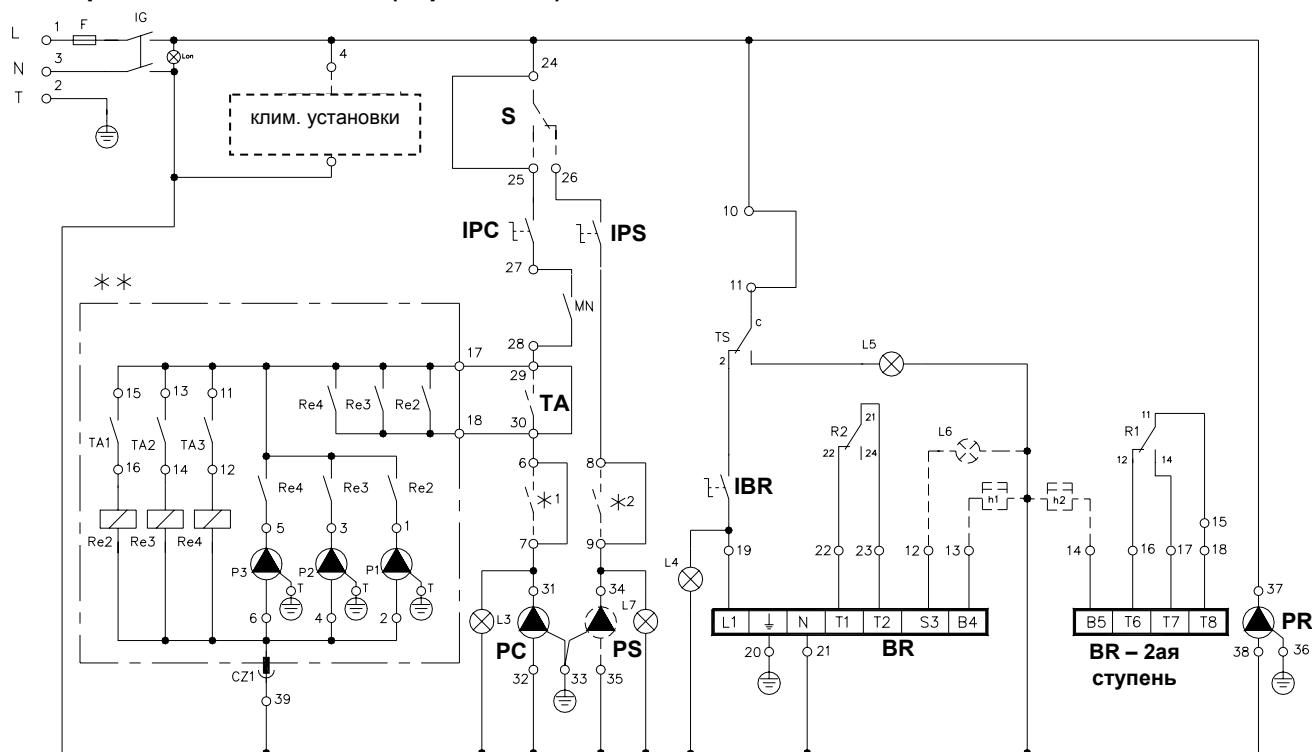 L 1 F IG
Lon
N 3
T 2
4
клим. установки
24
S
25 26
IPC IPS
27
MN
28
10
11
C
TS
2
L5
**
17
29
TA
30
18
15 13 11
TA1 TA2 TA3
16 14 12
Re4 Re3 Re2
Re4 Re3 Re2
Re2 Re3 Re4
5 3 1
P3 P2 P1
T T T
6 4 2
CZ1
39
6 8
*1 *2
7 9
31 34
L3 L7
PC PS
32 33 35
21
R2
22 24
L6
IBR
h1 h2
L4
19 22 23 12 13
L1 N T1 T2 S3 B4
BR
20 21
11
R1
12 14
15
14 16 17 18
B5 T6 T7 T8
BR – 2ая
ступень
37
PR
38 36